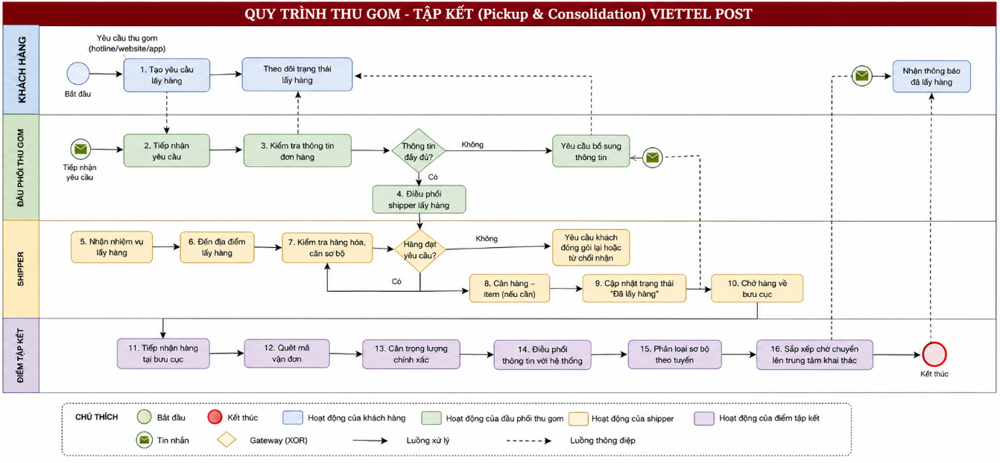 QUY TRÌNH THU GOM - TẬP KẾT (Pickup & Consolidation) VIETTEL POST
KHÁCH HÀNG
Yêu cầu thu gom
(hotline/website/app)
Bắt đầu
1. Tạo yêu cầu
lấy hàng
Theo dõi trạng thái
lấy hàng
Nhận thông báo
đã lấy hàng
ĐẦU PHỐI THU GOM
Tiếp nhận
yêu cầu
2. Tiếp nhận
yêu cầu
3. Kiểm tra thông tin
đơn hàng
Thông tin
đầy đủ?
Không
Yêu cầu bổ sung
thông tin
Có
4. Điều phối
shipper lấy hàng
SHIPPER
5. Nhận nhiệm vụ
lấy hàng
6. Đến địa điểm
lấy hàng
7. Kiểm tra hàng hóa,
cân sơ bộ
Hàng đạt
yêu cầu?
Không
Yêu cầu khách
đóng gói lại hoặc
từ chối nhận
Có
8. Cân hàng –
item (nếu cần)
9. Cập nhật trạng thái
"Đã lấy hàng"
10. Chở hàng về
bưu cục
ĐIỂM TẬP KẾT
11. Tiếp nhận hàng
tại bưu cục
12. Quét mã
vận đơn
13. Cân trọng lượng
chính xác
14. Điều phối
thông tin với hệ thống
15. Phân loại sơ bộ
theo tuyến
16. Sắp xếp chờ chuyển
lên trung tâm khai thác
Kết thúc
CHÚ THÍCH
Bắt đầu
Kết thúc
Hoạt động của khách hàng
Hoạt động của đầu phối thu gom
Hoạt động của shipper
Hoạt động của điểm tập kết
Tin nhắn
Gateway (XOR)
Luồng xử lý
Luồng thông điệp